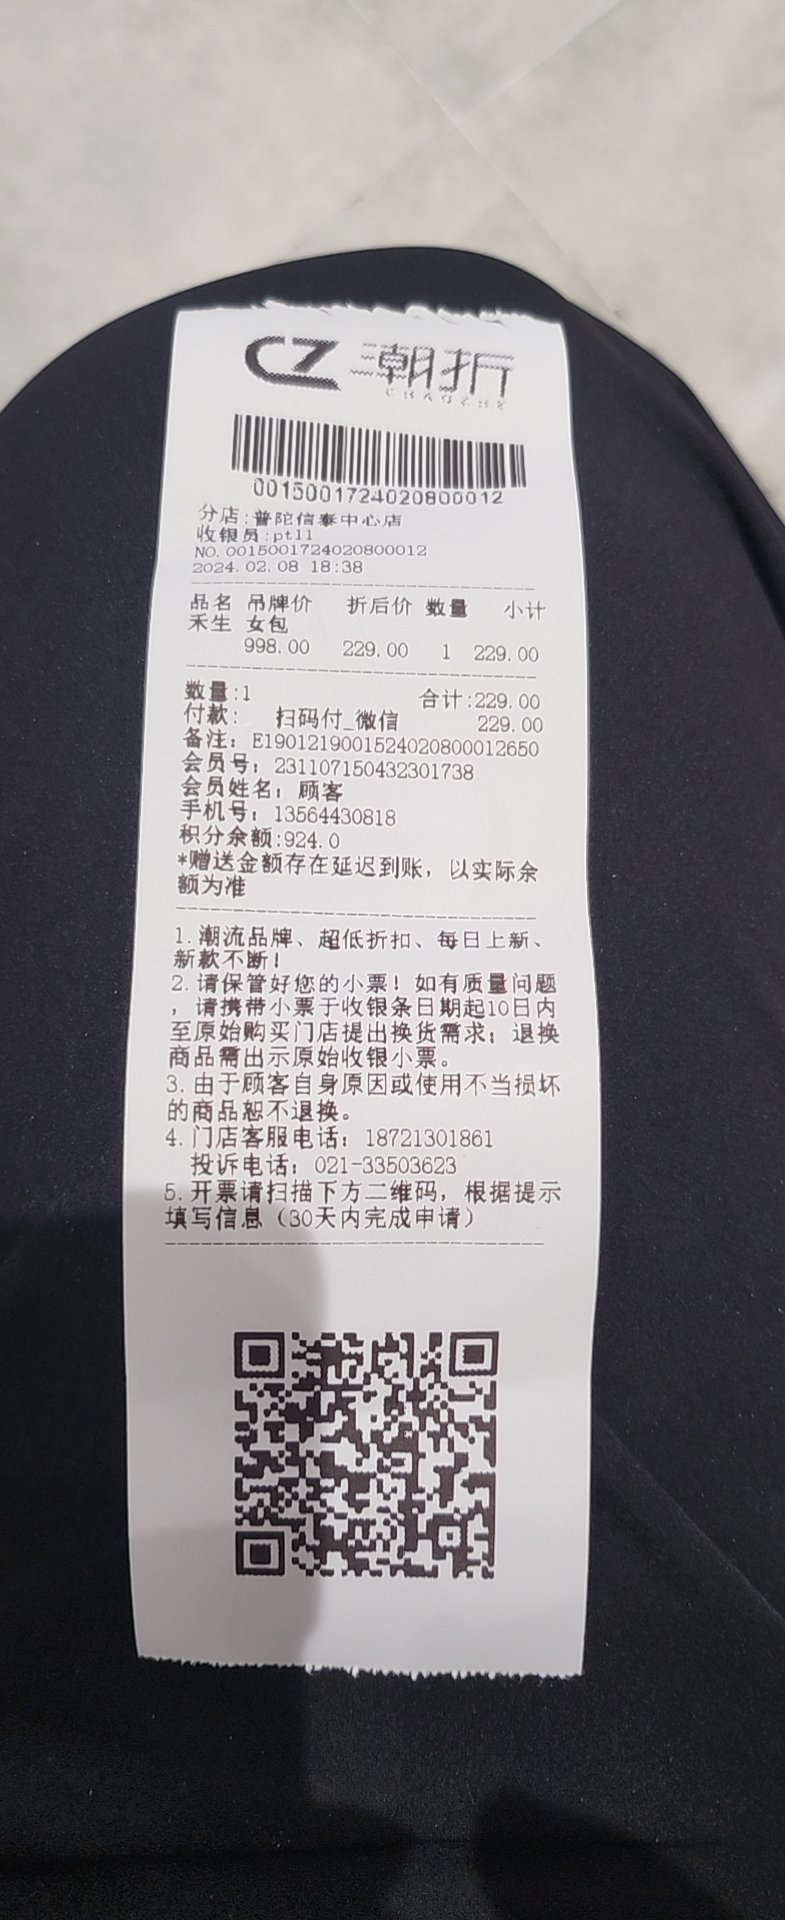 CZ 潮折
CHAOZHE
0015001724020800012
分店:普陀信泰中心店
收银员:pt11
NO.0015001724020800012
2024.02.08 18:38
品名 吊牌价 折后价 数量 小计
禾生 女包
998.00 229.00 1 229.00
数量:1 合计:229.00
付款: 扫码付_微信 229.00
备注: E1901219001524020800012650
会员号: 231107150432301738
会员姓名: 顾客
手机号: 13564430818
积分余额:924.0
*赠送金额存在延迟到账，以实际余
额为准
1.潮流品牌、超低折扣、每日上新、
新款不断！
2.请保管好您的小票！如有质量问题
，请携带小票于收银条日期起10日内
至原始购买门店提出换货需求；退换
商品需出示原始收银小票。
3.由于顾客自身原因或使用不当损坏
的商品恕不退换。
4.门店客服电话：18721301861
投诉电话：021-33503623
5.开票请扫描下方二维码，根据提示
填写信息（30天内完成申请）